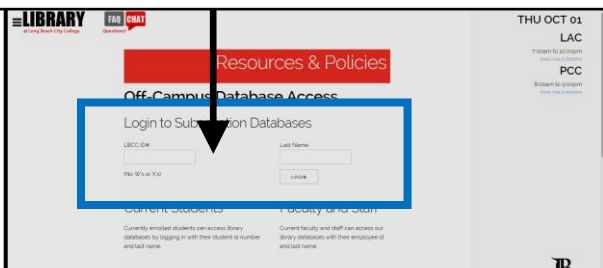 ≡LIBRARY
@ Long Beach City College
FAQ CHAT
Questions?
THU OCT 01
LAC
7:00am to 10:00pm
PCC
8:00am to 5:00pm
Resources & Policies
Off-Campus Database Access
Login to Subscription Databases
LBCC ID#
Last Name
(No W's or X's)
LOGIN
Current Students
Faculty and Staff
Currently enrolled students can access library
databases by logging in with their student id number
and last name
Current faculty and staff can access our
library databases with their employee id
and last name